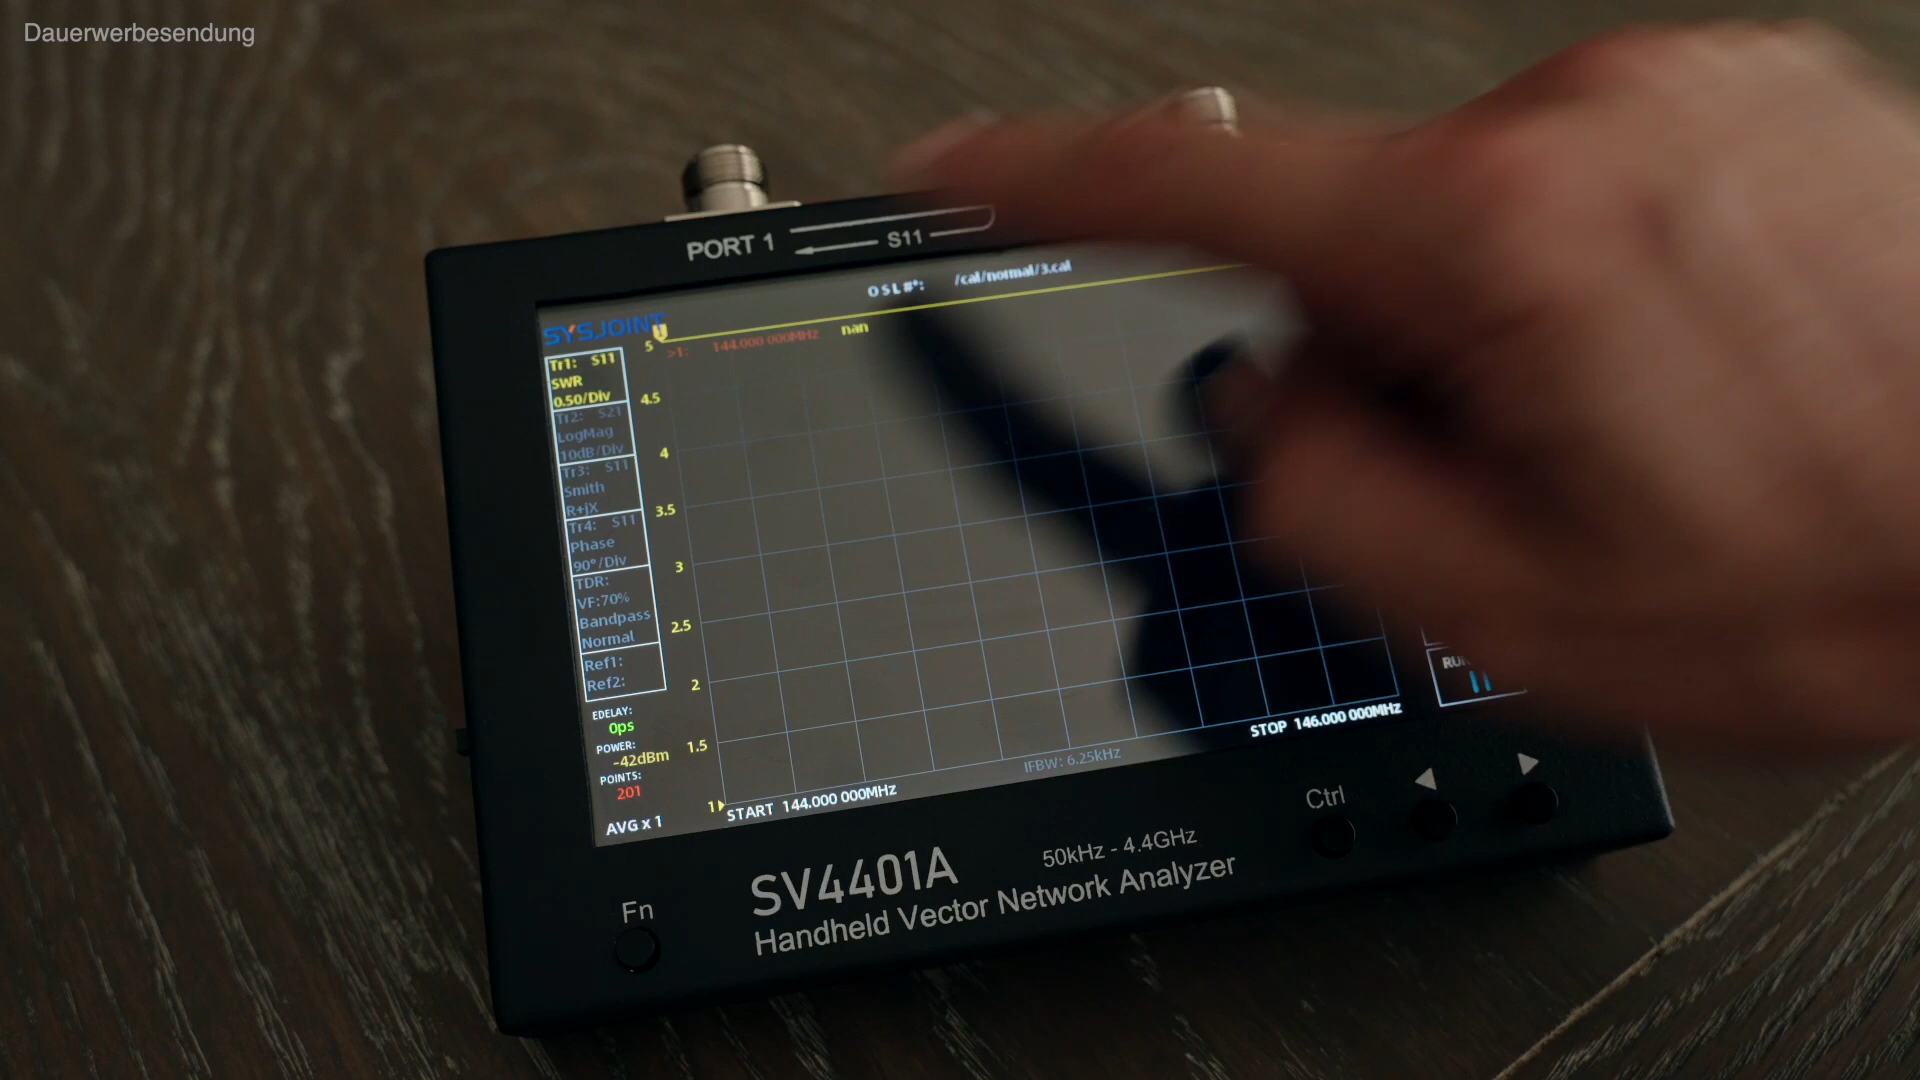 Dauerwerbesendung
PORT 1
S11
OSL#*: /cal/normal/3.cal
SYSJOINT
1
5 >1: 144.000 000MHz nan
Tr1: S11
SWR
0.50/Div
4.5
Tr2: S21
LogMag
10dB/Div
4
Tr3: S11
Smith
R+jX
3.5
Tr4: S11
Phase
90°/Div
3
TDR:
VF:70%
Bandpass
Normal
2.5
Ref1:
Ref2:
2
EDELAY:
0ps
POWER:
-42dBm
1.5
POINTS:
201
AVG x 1
1
START 144.000 000MHz
IFBW: 6.25kHz
STOP 146.000 000MHz
Ctrl
Fn
SV4401A
50kHz - 4.4GHz
Handheld Vector Network Analyzer